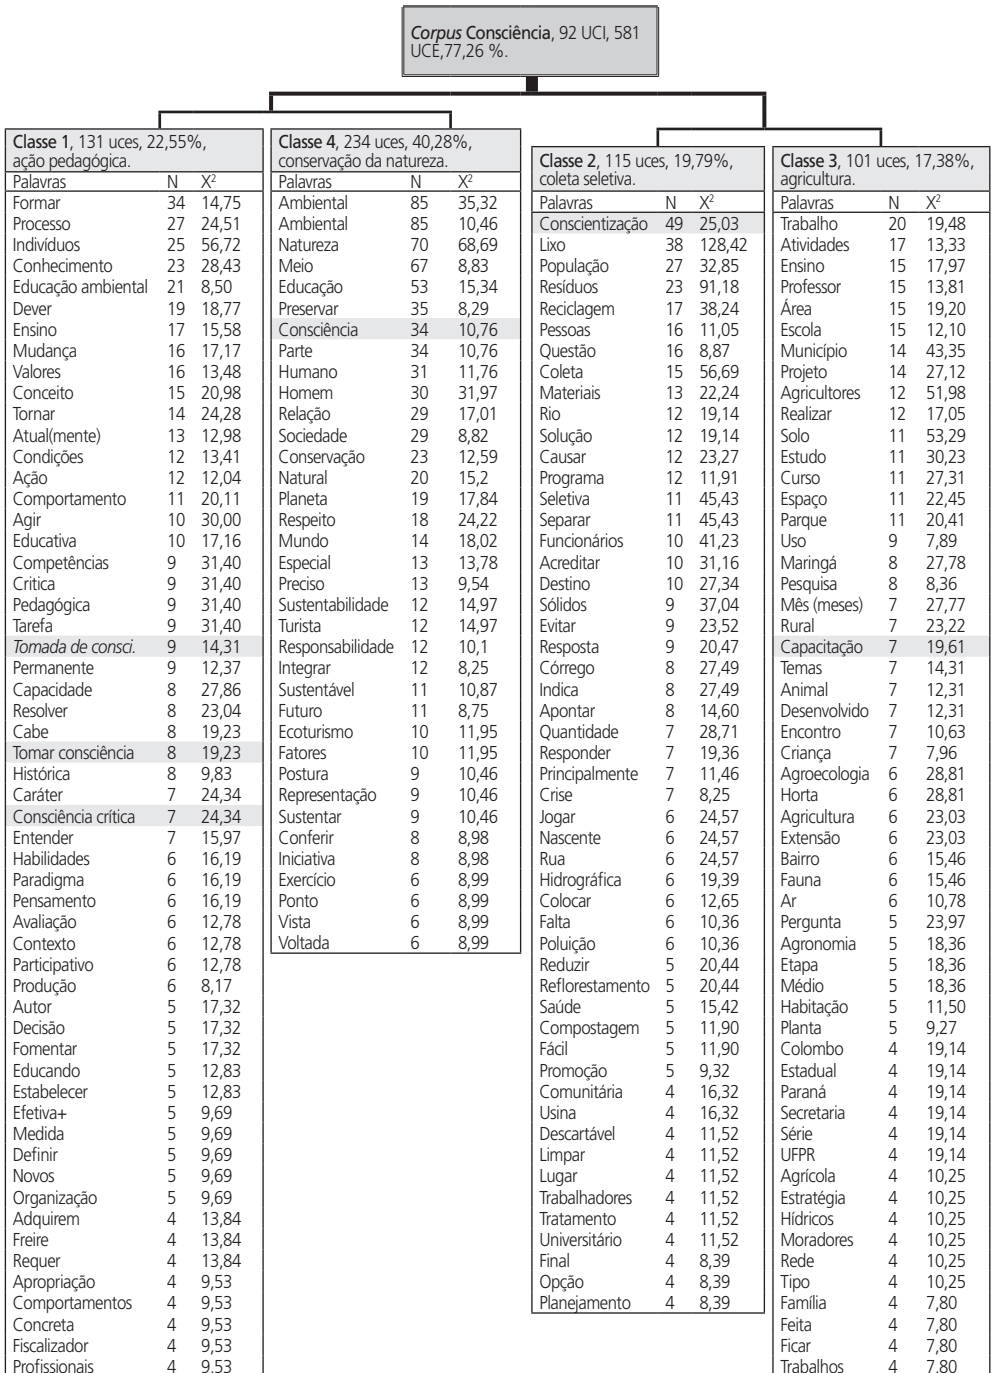 Corpus Consciência, 92 UCI, 581
UCE,77,26 %.
Classe 1, 131 uces, 22,55%,
ação pedagógica.
Palavras N X²
Formar 34 14,75
Processo 27 24,51
Indivíduos 25 56,72
Conhecimento 23 28,43
Educação ambiental 21 8,50
Dever 19 18,77
Ensino 17 15,58
Mudança 16 17,17
Valores 16 13,48
Conceito 15 20,98
Tornar 14 24,28
Atual(mente) 13 12,98
Condições 12 13,41
Ação 12 12,04
Comportamento 11 20,11
Agir 10 30,00
Educativa 10 17,16
Competências 9 31,40
Critica 9 31,40
Pedagógica 9 31,40
Tarefa 9 31,40
Tomada de consci. 9 14,31
Permanente 9 12,37
Capacidade 8 27,86
Resolver 8 23,04
Cabe 8 19,23
Tomar consciência 8 19,23
Histórica 8 9,83
Caráter 7 24,34
Consciência crítica 7 24,34
Entender 7 15,97
Habilidades 6 16,19
Paradigma 6 16,19
Pensamento 6 16,19
Avaliação 6 12,78
Contexto 6 12,78
Participativo 6 12,78
Produção 6 8,17
Autor 5 17,32
Decisão 5 17,32
Fomentar 5 17,32
Educando 5 12,83
Estabelecer 5 12,83
Efetiva+ 5 9,69
Medida 5 9,69
Definir 5 9,69
Novos 5 9,69
Organização 5 9,69
Adquirem 4 13,84
Freire 4 13,84
Requer 4 13,84
Apropriação 4 9,53
Comportamentos 4 9,53
Concreta 4 9,53
Fiscalizador 4 9,53
Profissionais 4 9,53
Classe 4, 234 uces, 40,28%,
conservação da natureza.
Palavras N X²
Ambiental 85 35,32
Ambiental 85 10,46
Natureza 70 68,69
Meio 67 8,83
Educação 53 15,34
Preservar 35 8,29
Consciência 34 10,76
Parte 34 10,76
Humano 31 11,76
Homem 30 31,97
Relação 29 17,01
Sociedade 29 8,82
Conservação 23 12,59
Natural 20 15,2
Planeta 19 17,84
Respeito 18 24,22
Mundo 14 18,02
Especial 13 13,78
Preciso 13 9,54
Sustentabilidade 12 14,97
Turista 12 14,97
Responsabilidade 12 10,1
Integrar 12 8,25
Sustentável 11 10,87
Futuro 11 8,75
Ecoturismo 10 11,95
Fatores 10 11,95
Postura 9 10,46
Representação 9 10,46
Sustentar 9 10,46
Conferir 8 8,98
Iniciativa 8 8,98
Exercício 6 8,99
Ponto 6 8,99
Vista 6 8,99
Voltada 6 8,99
Classe 2, 115 uces, 19,79%,
coleta seletiva.
Palavras N X²
Conscientização 49 25,03
Lixo 38 128,42
População 27 32,85
Resíduos 23 91,18
Reciclagem 17 38,24
Pessoas 16 11,05
Questão 16 8,87
Coleta 15 56,69
Materiais 13 22,24
Rio 12 19,14
Solução 12 19,14
Causar 12 23,27
Programa 12 11,91
Seletiva 11 45,43
Separar 11 45,43
Funcionários 10 41,23
Acreditar 10 31,16
Destino 10 27,34
Sólidos 9 37,04
Evitar 9 23,52
Resposta 9 20,47
Córrego 8 27,49
Indica 8 27,49
Apontar 8 14,60
Quantidade 7 28,71
Responder 7 19,36
Principalmente 7 11,46
Crise 7 8,25
Jogar 6 24,57
Nascente 6 24,57
Rua 6 24,57
Hidrográfica 6 19,39
Colocar 6 12,65
Falta 6 10,36
Poluição 6 10,36
Reduzir 5 20,44
Reflorestamento 5 20,44
Saúde 5 15,42
Compostagem 5 11,90
Fácil 5 11,90
Promoção 5 9,32
Comunitária 4 16,32
Usina 4 16,32
Descartável 4 11,52
Limpar 4 11,52
Lugar 4 11,52
Trabalhadores 4 11,52
Tratamento 4 11,52
Universitário 4 11,52
Final 4 8,39
Opção 4 8,39
Planejamento 4 8,39
Classe 3, 101 uces, 17,38%,
agricultura.
Palavras N X²
Trabalho 20 19,48
Atividades 17 13,33
Ensino 15 17,97
Professor 15 13,81
Área 15 19,20
Escola 15 12,10
Município 14 43,35
Projeto 14 27,12
Agricultores 12 51,98
Realizar 12 17,05
Solo 11 53,29
Estudo 11 30,23
Curso 11 27,31
Espaço 11 22,45
Parque 11 20,41
Uso 9 7,89
Maringá 8 27,78
Pesquisa 8 8,36
Mês (meses) 7 27,77
Rural 7 23,22
Capacitação 7 19,61
Temas 7 14,31
Animal 7 12,31
Desenvolvido 7 12,31
Encontro 7 10,63
Criança 7 7,96
Agroecologia 6 28,81
Horta 6 28,81
Agricultura 6 23,03
Extensão 6 23,03
Bairro 6 15,46
Fauna 6 15,46
Ar 6 10,78
Pergunta 5 23,97
Agronomia 5 18,36
Etapa 5 18,36
Médio 5 18,36
Habitação 5 11,50
Planta 5 9,27
Colombo 4 19,14
Estadual 4 19,14
Paraná 4 19,14
Secretaria 4 19,14
Série 4 19,14
UFPR 4 19,14
Agrícola 4 10,25
Estratégia 4 10,25
Hídricos 4 10,25
Moradores 4 10,25
Rede 4 10,25
Tipo 4 10,25
Família 4 7,80
Feita 4 7,80
Ficar 4 7,80
Trabalhos 4 7,80